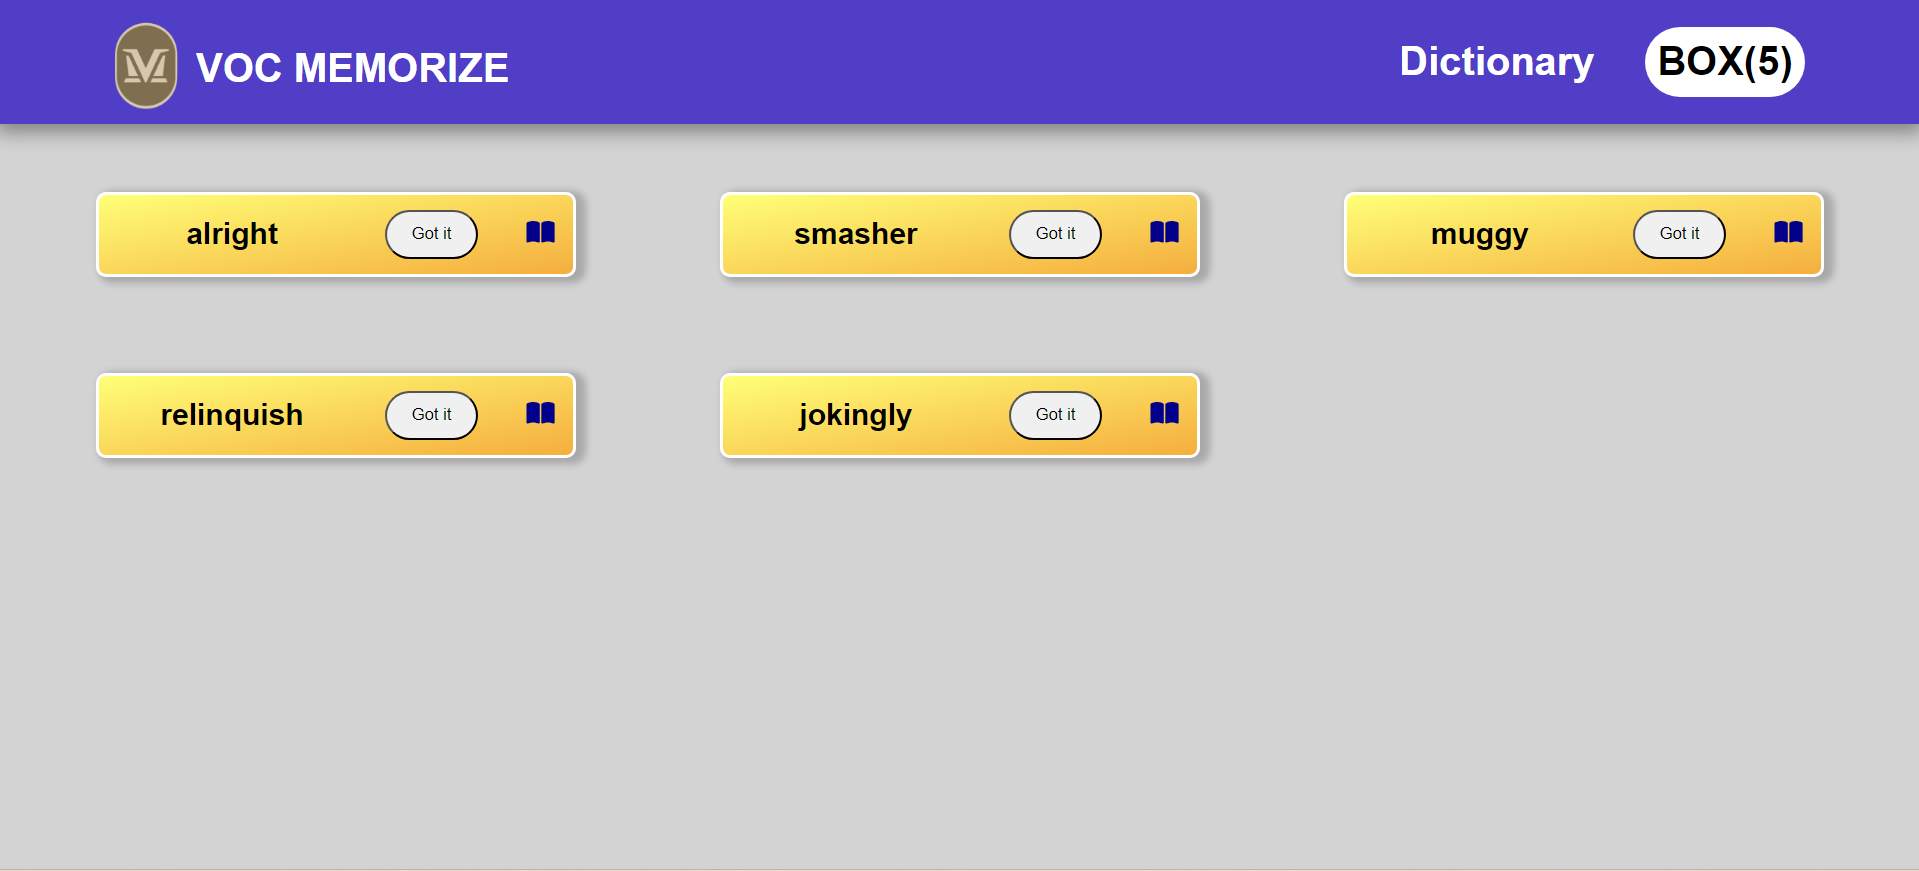 VOC MEMORIZE
Dictionary
BOX(5)
alright Got it
smasher Got it
muggy Got it
relinquish Got it
jokingly Got it